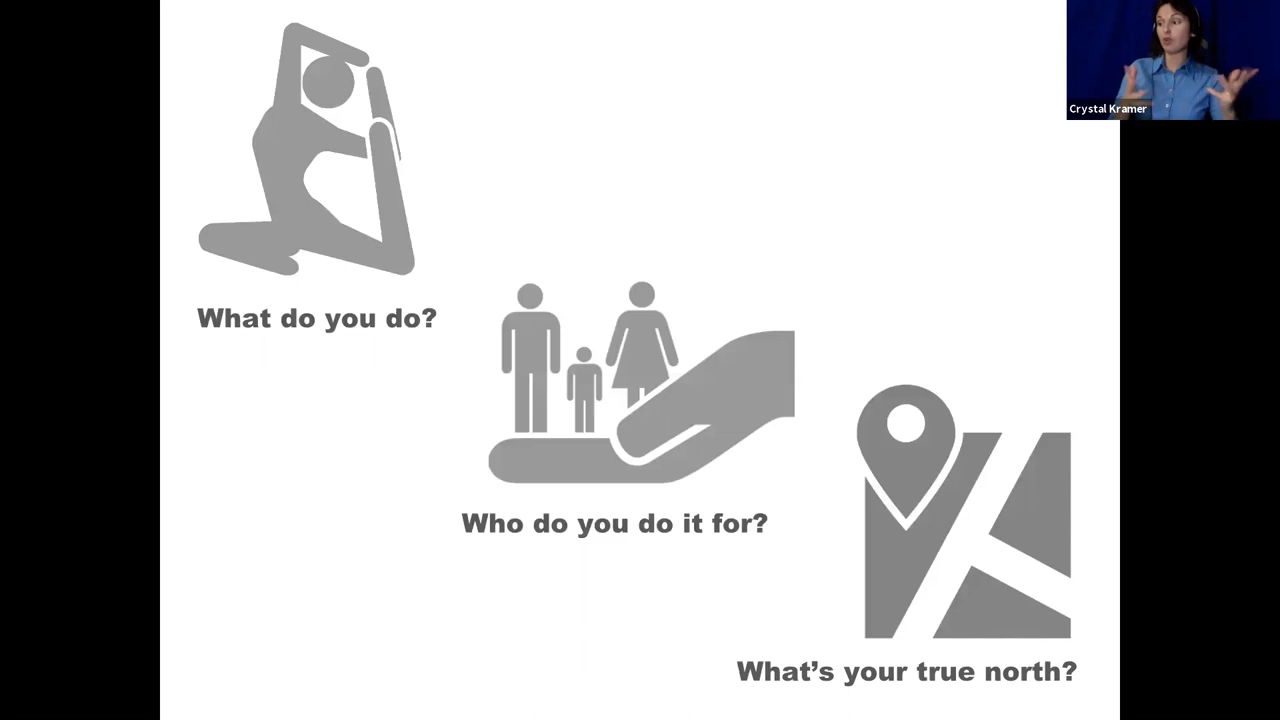 Crystal Kramer
What do you do?
Who do you do it for?
What's your true north?